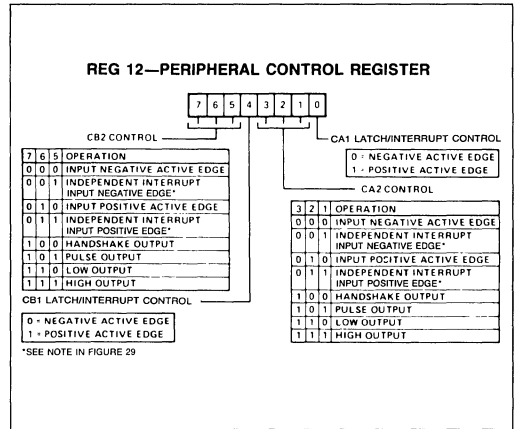 REG 12—PERIPHERAL CONTROL REGISTER
7 6 5 4 3 2 1 0
CB2 CONTROL
7 6 5 OPERATION
0 0 0 INPUT NEGATIVE ACTIVE EDGE
0 0 1 INDEPENDENT INTERRUPT
INPUT NEGATIVE EDGE*
0 1 0 INPUT POSITIVE ACTIVE EDGE
0 1 1 INDEPENDENT INTERRUPT
INPUT POSITIVE EDGE*
1 0 0 HANDSHAKE OUTPUT
1 0 1 PULSE OUTPUT
1 1 0 LOW OUTPUT
1 1 1 HIGH OUTPUT
CB1 LATCH/INTERRUPT CONTROL
0 = NEGATIVE ACTIVE EDGE
1 = POSITIVE ACTIVE EDGE
*SEE NOTE IN FIGURE 29
CA1 LATCH/INTERRUPT CONTROL
0 = NEGATIVE ACTIVE EDGE
1 = POSITIVE ACTIVE EDGE
CA2 CONTROL
3 2 1 OPERATION
0 0 0 INPUT NEGATIVE ACTIVE EDGE
0 0 1 INDEPENDENT INTERRUPT
INPUT NEGATIVE EDGE*
0 1 0 INPUT POSITIVE ACTIVE EDGE
0 1 1 INDEPENDENT INTERRUPT
INPUT POSITIVE EDGE*
1 0 0 HANDSHAKE OUTPUT
1 0 1 PULSE OUTPUT
1 1 0 LOW OUTPUT
1 1 1 HIGH OUTPUT